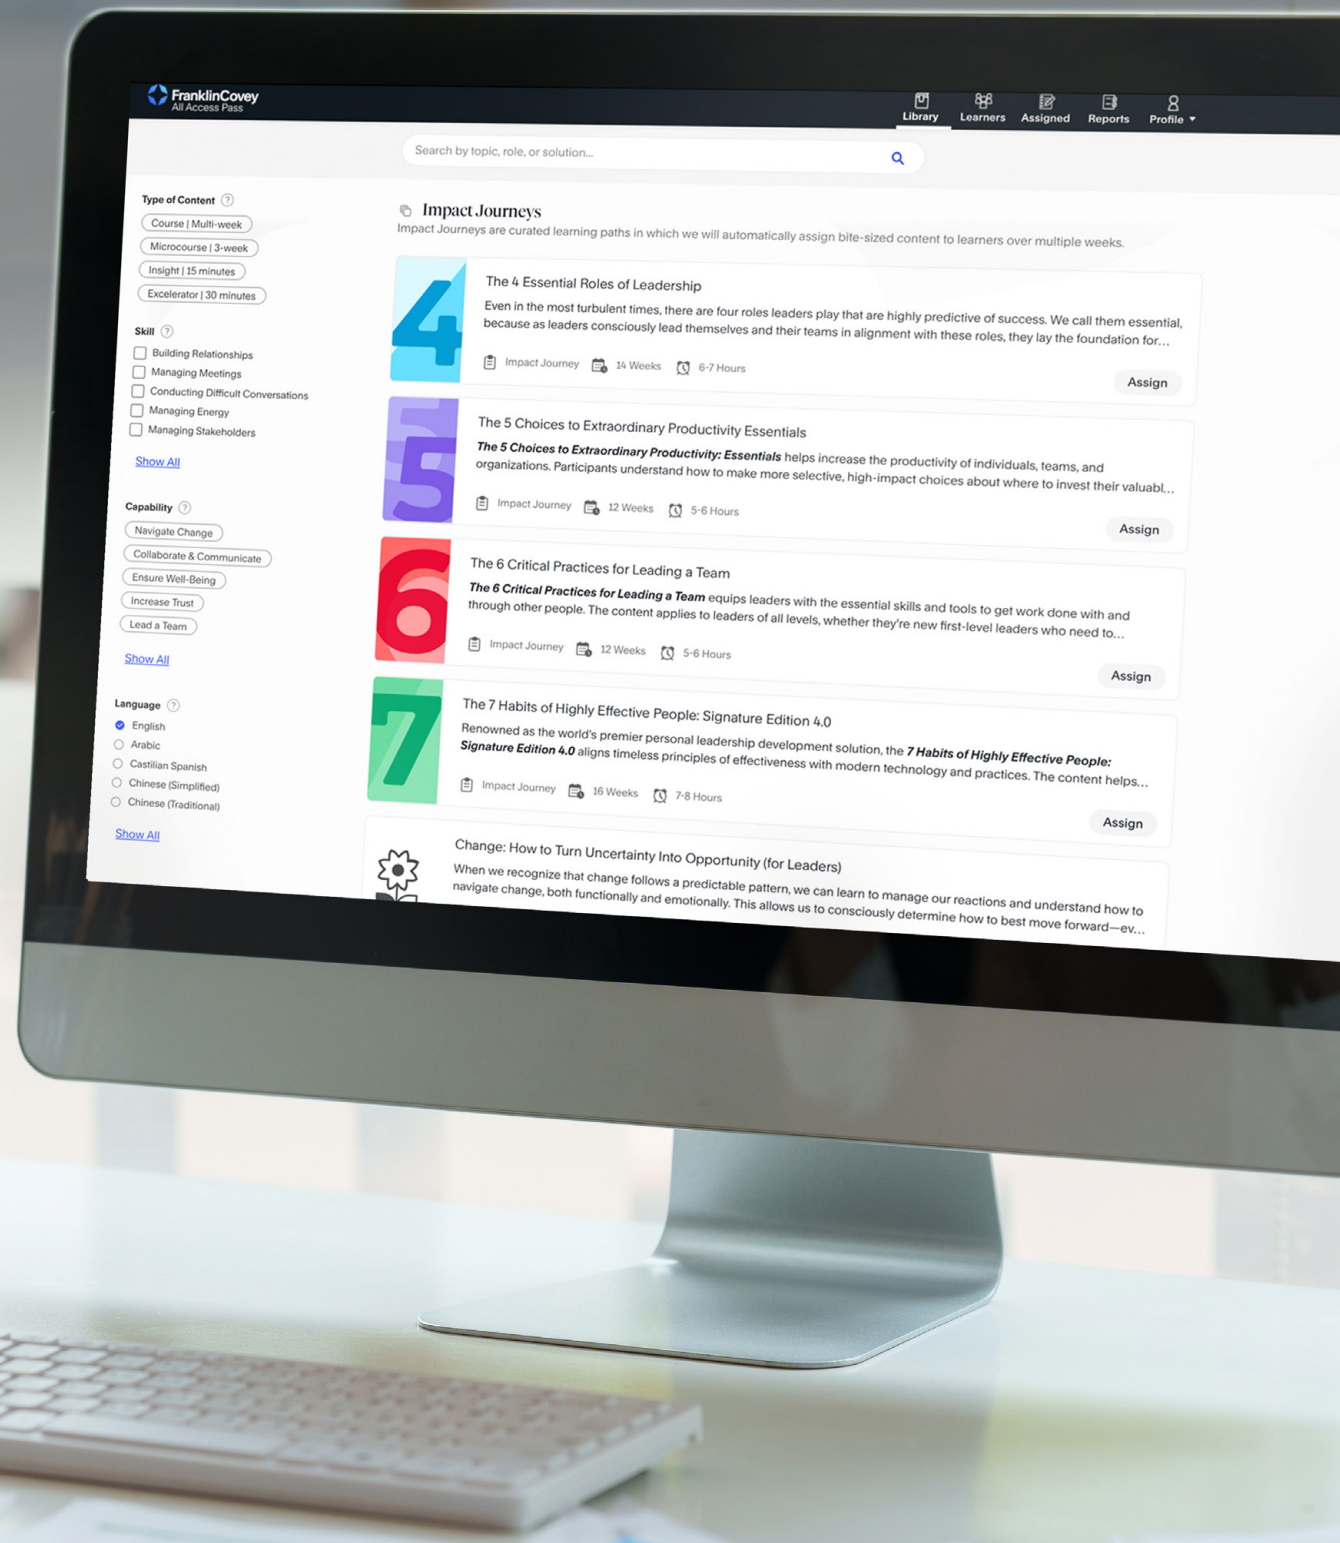 FranklinCovey
All Access Pass
Library
Learners
Assigned
Reports
Profile
Search by topic, role, or solution...
Type of Content ?
Course | Multi-week
Microcourse | 3-week
Insight | 15 minutes
Excelerator | 30 minutes
Skill ?
Building Relationships
Managing Meetings
Conducting Difficult Conversations
Managing Energy
Managing Stakeholders
Show All
Capability ?
Navigate Change
Collaborate & Communicate
Ensure Well-Being
Increase Trust
Lead a Team
Show All
Language ?
English
Arabic
Castilian Spanish
Chinese (Simplified)
Chinese (Traditional)
Show All
Impact Journeys
Impact Journeys are curated learning paths in which we will automatically assign bite-sized content to learners over multiple weeks.
4
The 4 Essential Roles of Leadership
Even in the most turbulent times, there are four roles leaders play that are highly predictive of success. We call them essential,
because as leaders consciously lead themselves and their teams in alignment with these roles, they lay the foundation for...
Impact Journey 14 Weeks 6-7 Hours
Assign
5
The 5 Choices to Extraordinary Productivity Essentials
The 5 Choices to Extraordinary Productivity: Essentials helps increase the productivity of individuals, teams, and
organizations. Participants understand how to make more selective, high-impact choices about where to invest their valuabl...
Impact Journey 12 Weeks 5-6 Hours
Assign
6
The 6 Critical Practices for Leading a Team
The 6 Critical Practices for Leading a Team equips leaders with the essential skills and tools to get work done with and
through other people. The content applies to leaders of all levels, whether they're new first-level leaders who need to...
Impact Journey 12 Weeks 5-6 Hours
Assign
7
The 7 Habits of Highly Effective People: Signature Edition 4.0
Renowned as the world's premier personal leadership development solution, the 7 Habits of Highly Effective People:
Signature Edition 4.0 aligns timeless principles of effectiveness with modern technology and practices. The content helps...
Impact Journey 16 Weeks 7-8 Hours
Assign
Change: How to Turn Uncertainty Into Opportunity (for Leaders)
When we recognize that change follows a predictable pattern, we can learn to manage our reactions and understand how to
navigate change, both functionally and emotionally. This allows us to consciously determine how to best move forward—ev...